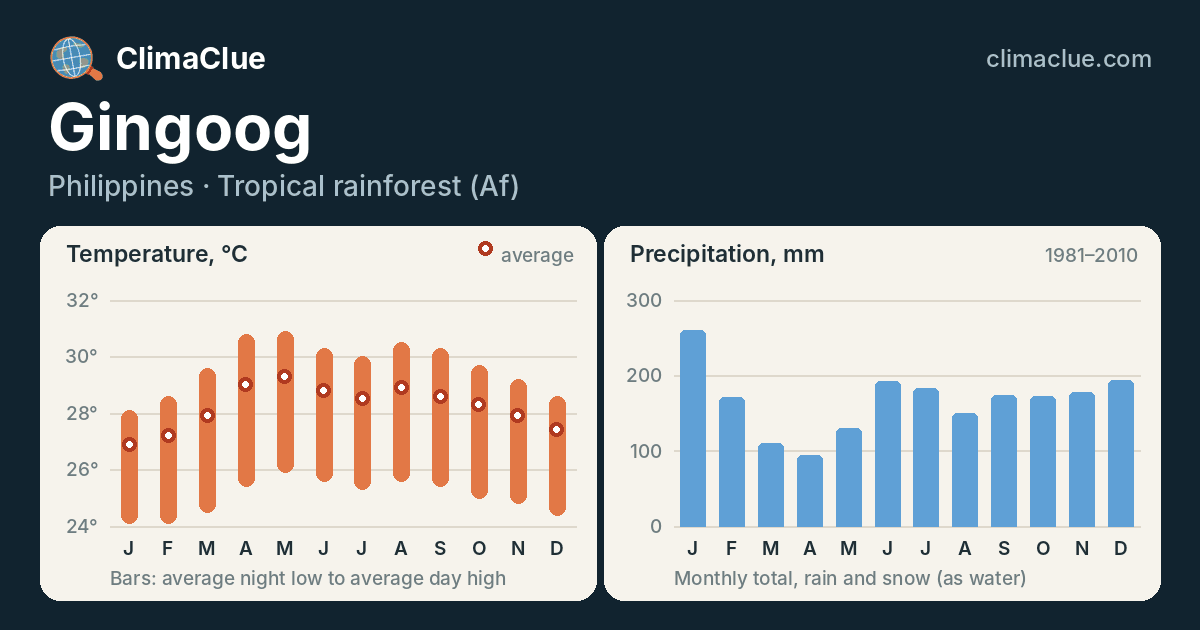 ClimaClue
climaclue.com
Gingoog
Philippines · Tropical rainforest (Af)
Temperature, °C
average
32°
30°
28°
26°
24°
J F M A M J J A S O N D
Bars: average night low to average day high
Precipitation, mm
1981–2010
300
200
100
0
J F M A M J J A S O N D
Monthly total, rain and snow (as water)